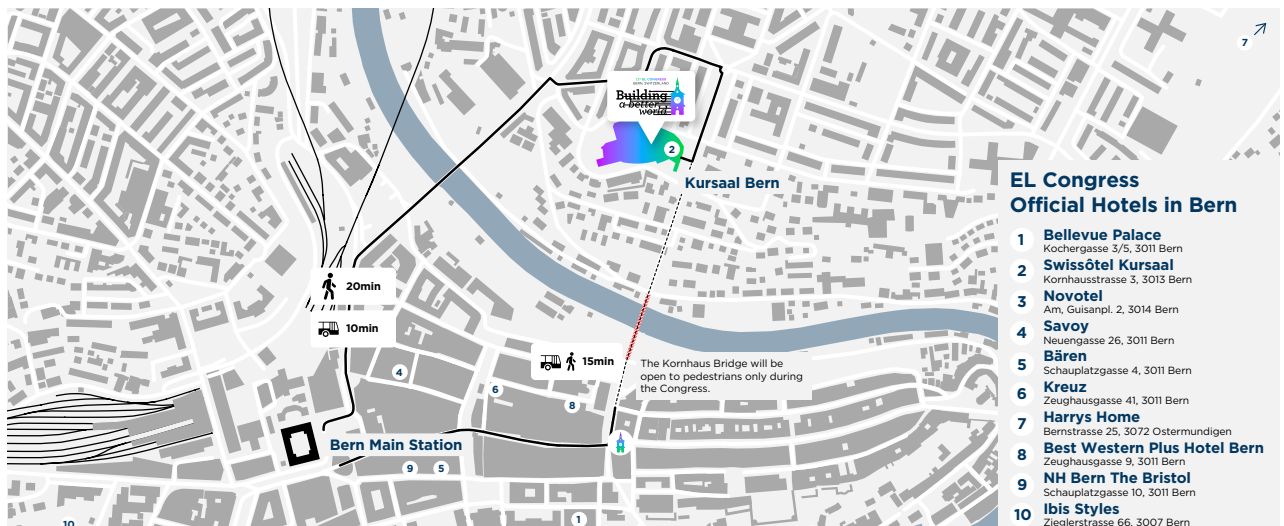 7
12th EL CONGRESS
BERN, SWITZERLAND
Building
a better
world
2
Kursaal Bern
20min
10min
15min
The Kornhaus Bridge will be
open to pedestrians only during
the Congress.
4
6
8
Bern Main Station
9
5
10
1
EL Congress
Official Hotels in Bern
1 Bellevue Palace
Kochergasse 3/5, 3011 Bern
2 Swissôtel Kursaal
Kornhausstrasse 3, 3013 Bern
3 Novotel
Am, Guisanpl. 2, 3014 Bern
4 Savoy
Neuengasse 26, 3011 Bern
5 Bären
Schauplatzgasse 4, 3011 Bern
6 Kreuz
Zeughausgasse 41, 3011 Bern
7 Harrys Home
Bernstrasse 25, 3072 Ostermundigen
8 Best Western Plus Hotel Bern
Zeughausgasse 9, 3011 Bern
9 NH Bern The Bristol
Schauplatzgasse 10, 3011 Bern
10 Ibis Styles
Zieglerstrasse 66, 3007 Bern